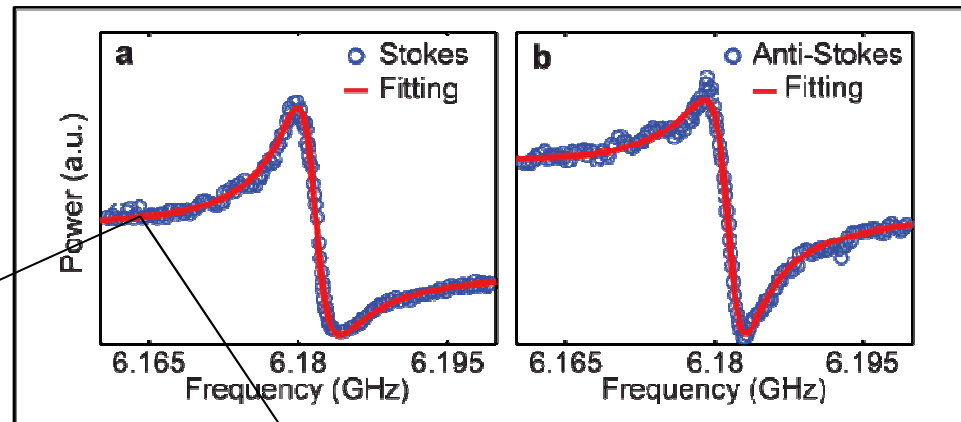 a
Stokes
Fitting
b
Anti-Stokes
Fitting
Power (a.u.)
6.165 6.18 6.195
Frequency (GHz)
6.165 6.18 6.195
Frequency (GHz)